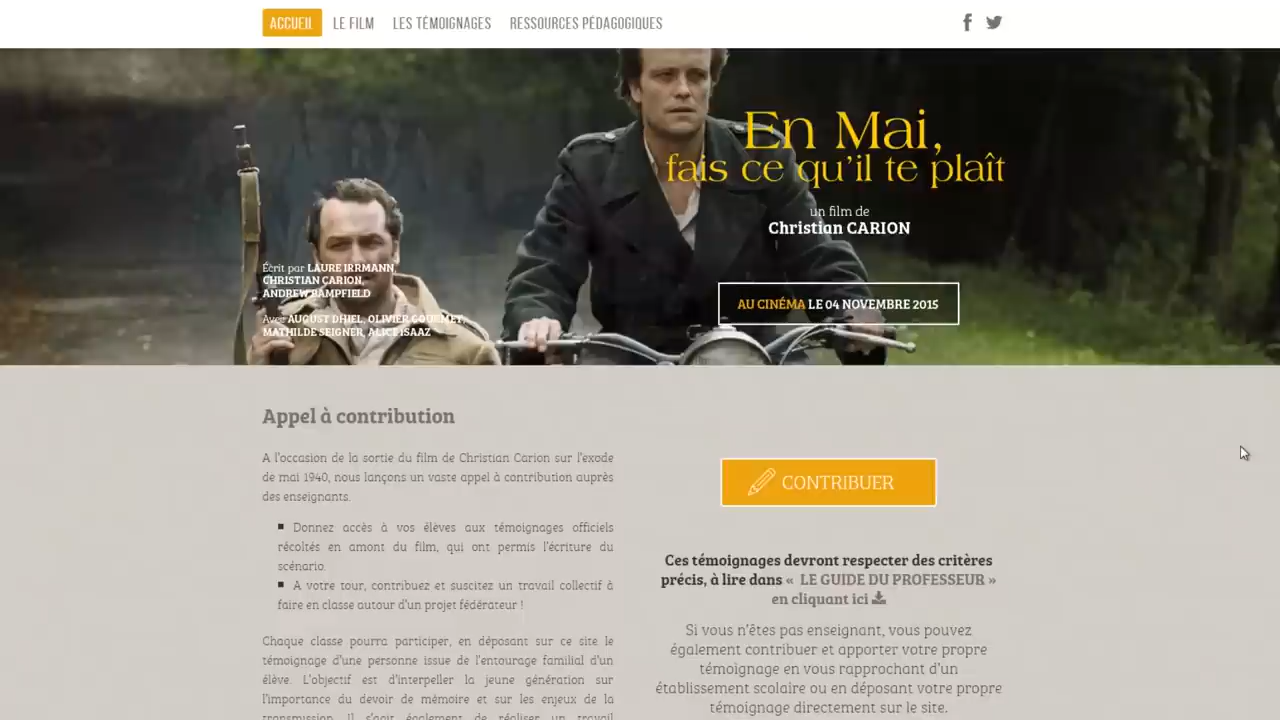 ACCUEIL LE FILM LES TÉMOIGNAGES RESSOURCES PÉDAGOGIQUES
En Mai,
fais ce qu'il te plaît
un film de
Christian CARION
Écrit par LAURE IRRMANN,
CHRISTIAN CARION,
ANDREW BAMPFIELD
Avec AUGUST DHIEL, OLIVIER GOURMET,
MATHILDE SEIGNER, ALICE ISAAZ
AU CINÉMA LE 04 NOVEMBRE 2015
Appel à contribution
A l'occasion de la sortie du film de Christian Carion sur l'exode
de mai 1940, nous lançons un vaste appel à contribution auprès
des enseignants.
Donnez accès à vos élèves aux témoignages officiels
récoltés en amont du film, qui ont permis l'écriture du
scénario.
A votre tour, contribuez et suscitez un travail collectif à
faire en classe autour d'un projet fédérateur !
Chaque classe pourra participer, en déposant sur ce site le
témoignage d'une personne issue de l'entourage familial d'un
élève. L'objectif est d'interpeller la jeune génération sur
l'importance du devoir de mémoire et sur les enjeux de la
transmission. Il s'agit également de réaliser un travail
CONTRIBUER
Ces témoignages devront respecter des critères
précis, à lire dans « LE GUIDE DU PROFESSEUR »
en cliquant ici
Si vous n'êtes pas enseignant, vous pouvez
également contribuer et apporter votre propre
témoignage en vous rapprochant d'un
établissement scolaire ou en déposant votre propre
témoignage directement sur le site.